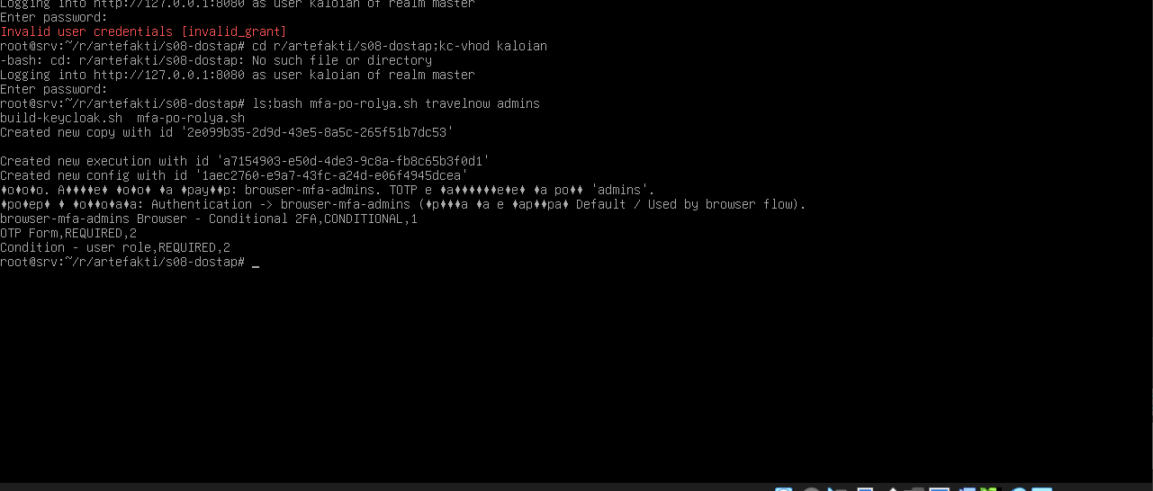 Logging into http://127.0.0.1:8080 as user kaloian of realm master
Enter password:
Invalid user credentials [invalid_grant]
root@srv:~/r/artefakti/s08-dostap# cd r/artefakti/s08-dostap;kc-vhod kaloian
-bash: cd: r/artefakti/s08-dostap: No such file or directory
Logging into http://127.0.0.1:8080 as user kaloian of realm master
Enter password:
root@srv:~/r/artefakti/s08-dostap# ls;bash mfa-po-rolya.sh travelnow admins
build-keycloak.sh  mfa-po-rolya.sh
Created new copy with id '2e099b35-2d9d-43e5-8a5c-265f51b7dc53'
Created new execution with id 'a7154903-e50d-4de3-9c8a-fb8c65b3f0d1'
Created new config with id '1aec2760-e9a7-43fc-a24d-e06f4945dcea'
♦o♦o♦o. A♦♦♦♦e♦ ♦o♦o♦ ♦a ♦pay♦♦p: browser-mfa-admins. TOTP e ♦a♦♦♦♦♦♦e♦e♦ ♦a po♦♦ 'admins'.
♦po♦ep♦ ♦ ♦o♦♦o♦a♦a: Authentication -> browser-mfa-admins (♦p♦♦♦a ♦a e ♦ap♦♦pa♦ Default / Used by browser flow).
browser-mfa-admins Browser - Conditional 2FA,CONDITIONAL,1
OTP Form,REQUIRED,2
Condition - user role,REQUIRED,2
root@srv:~/r/artefakti/s08-dostap# _